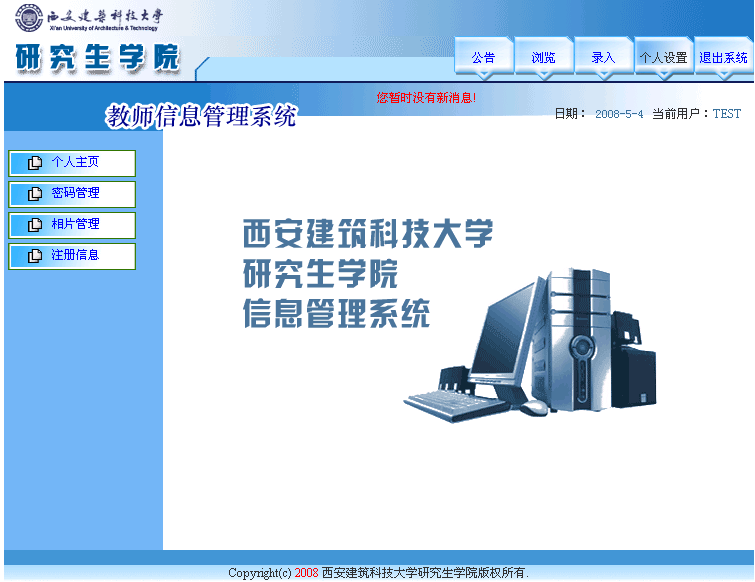 西安建筑科技大学
Xi'an University of Architecture & Technology
研究生学院
公告 浏览 录入 个人设置 退出系统
您暂时没有新消息!
教师信息管理系统
日期： 2008-5-4 当前用户：TEST
个人主页
密码管理
相片管理
注册信息
西安建筑科技大学
研究生学院
信息管理系统
Copyright(c) 2008 西安建筑科技大学研究生学院版权所有.